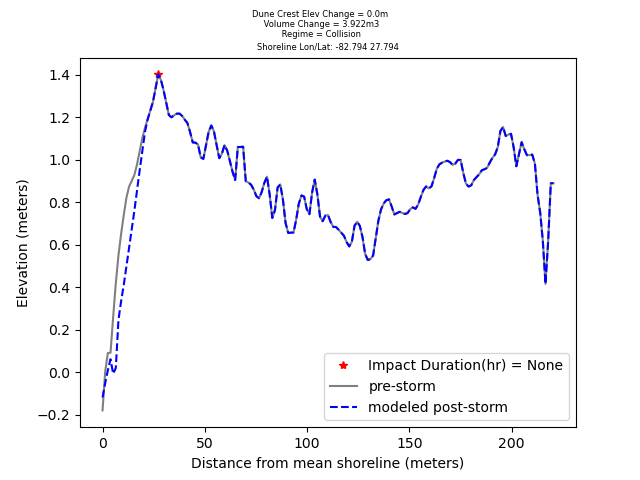 Dune Crest Elev Change = 0.0m
Volume Change = 3.922m3
Regime = Collision
Shoreline Lon/Lat: -82.794 27.794
1.4
1.2
1.0
0.8
0.6
0.4
0.2
0.0
−0.2
Elevation (meters)
Impact Duration(hr) = None
pre-storm
modeled post-storm
0 50 100 150 200
Distance from mean shoreline (meters)